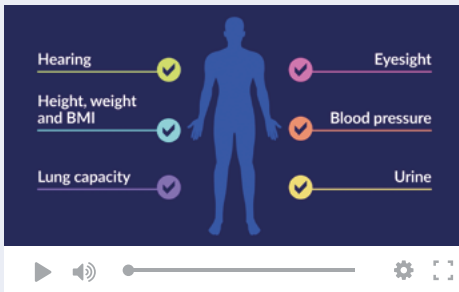 Hearing
Height, weight
and BMI
Lung capacity
Eyesight
Blood pressure
Urine